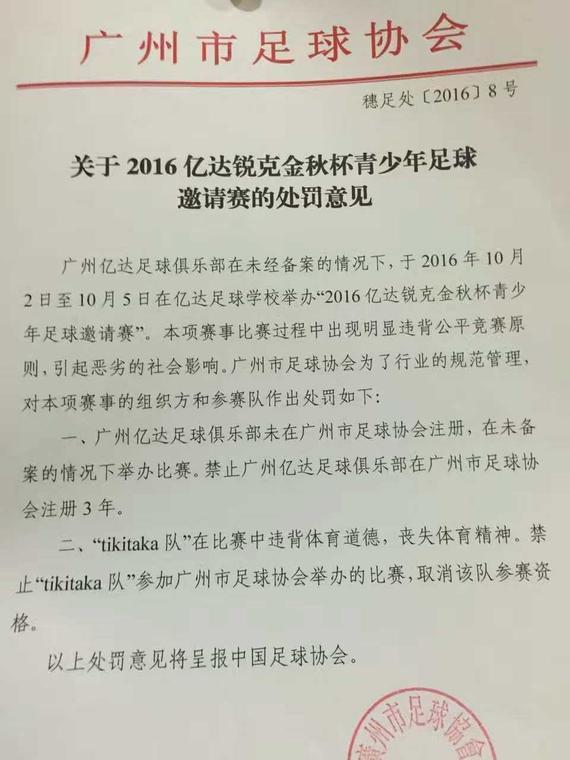 广州市足球协会
穗足处〔2016〕8号
关于2016亿达锐克金秋杯青少年足球
邀请赛的处罚意见
广州亿达足球俱乐部在未经备案的情况下，于2016年10月
2日至10月5日在亿达足球学校举办“2016亿达锐克金秋杯青少
年足球邀请赛”。本项赛事比赛过程中出现明显违背公平竞赛原
则，引起恶劣的社会影响。广州市足球协会为了行业的规范管理，
对本项赛事的组织方和参赛队作出处罚如下：
一、广州亿达足球俱乐部未在广州市足球协会注册，在未备
案的情况下举办比赛。禁止广州亿达足球俱乐部在广州市足球协
会注册3年。
二、“tikitaka队”在比赛中违背体育道德，丧失体育精神。禁
止“tikitaka队”参加广州市足球协会举办的比赛，取消该队参赛资
格。
以上处罚意见将呈报中国足球协会。
廣州市足球協會